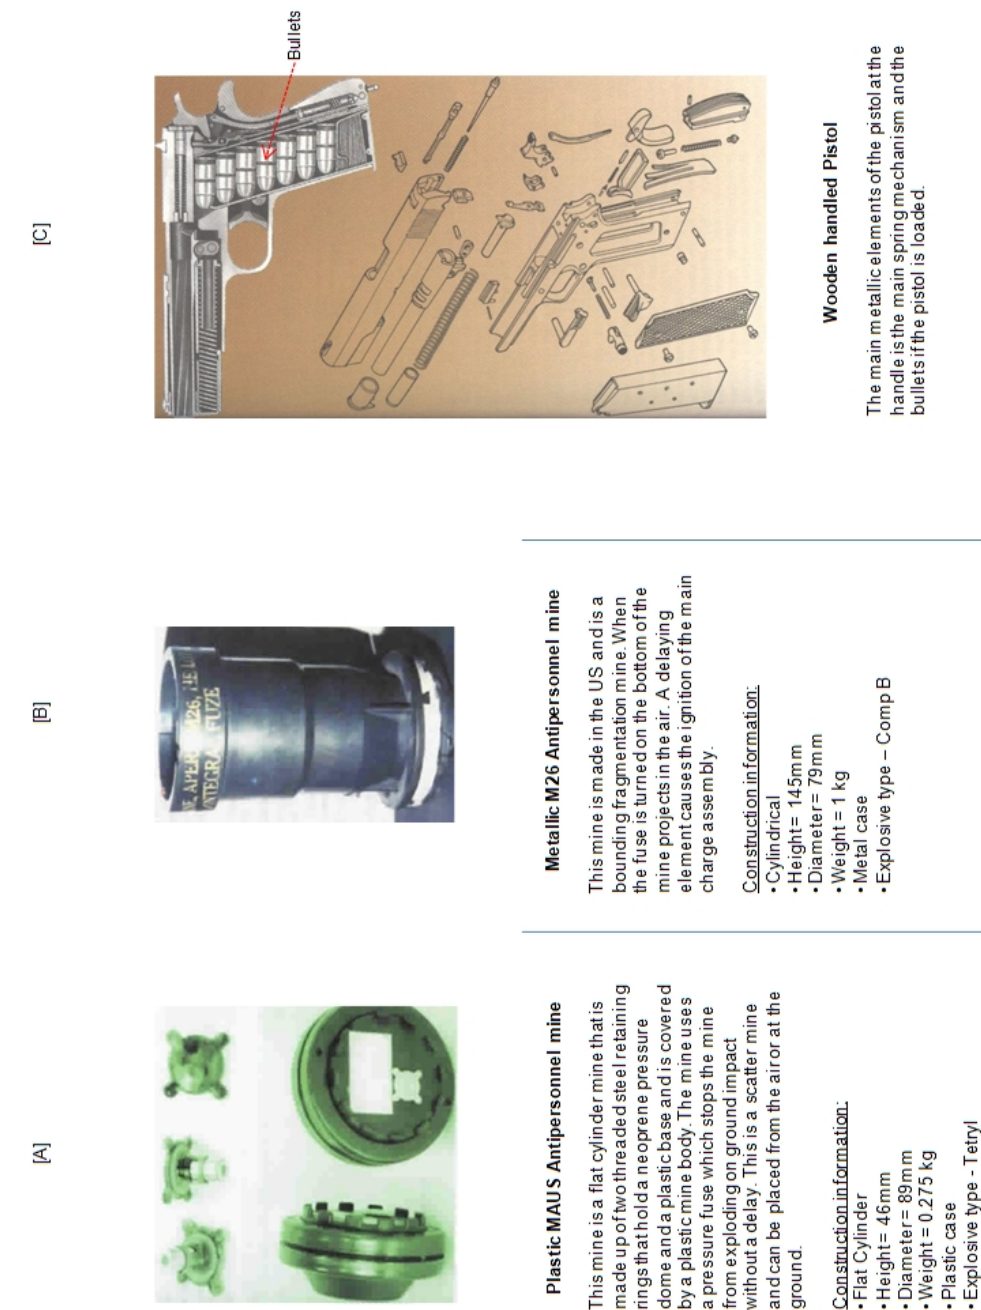 [A]
Plastic MAUS Antipersonnel mine
This mine is a flat cylinder mine that is
made up of two threaded steel retaining
rings that hold a neoprene pressure
dome and a plastic base and is covered
by a plastic mine body. The mine uses
a pressure fuse which stops the mine
from exploding on ground impact
without a delay. This is a scatter mine
and can be placed from the air or at the
ground.
Construction information:
• Flat Cylinder
• Height = 46mm
• Diameter = 89mm
• Weight = 0.275 kg
• Plastic case
• Explosive type - Tetryl
[B]
M26,
INTEGRAL FUZE
Metallic M26 Antipersonnel mine
This mine is made in the US and is a
bounding fragmentation mine. When
the fuse is turned on the bottom of the
mine projects in the air. A delaying
element causes the ignition of the main
charge assembly.
Construction information:
• Cylindrical
• Height = 145mm
• Diameter = 79mm
• Weight = 1 kg
• Metal case
• Explosive type – Comp B
[C]
Bullets
Wooden handled Pistol
The main metallic elements of the pistol at the
handle is the main spring mechanism and the
bullets if the pistol is loaded.